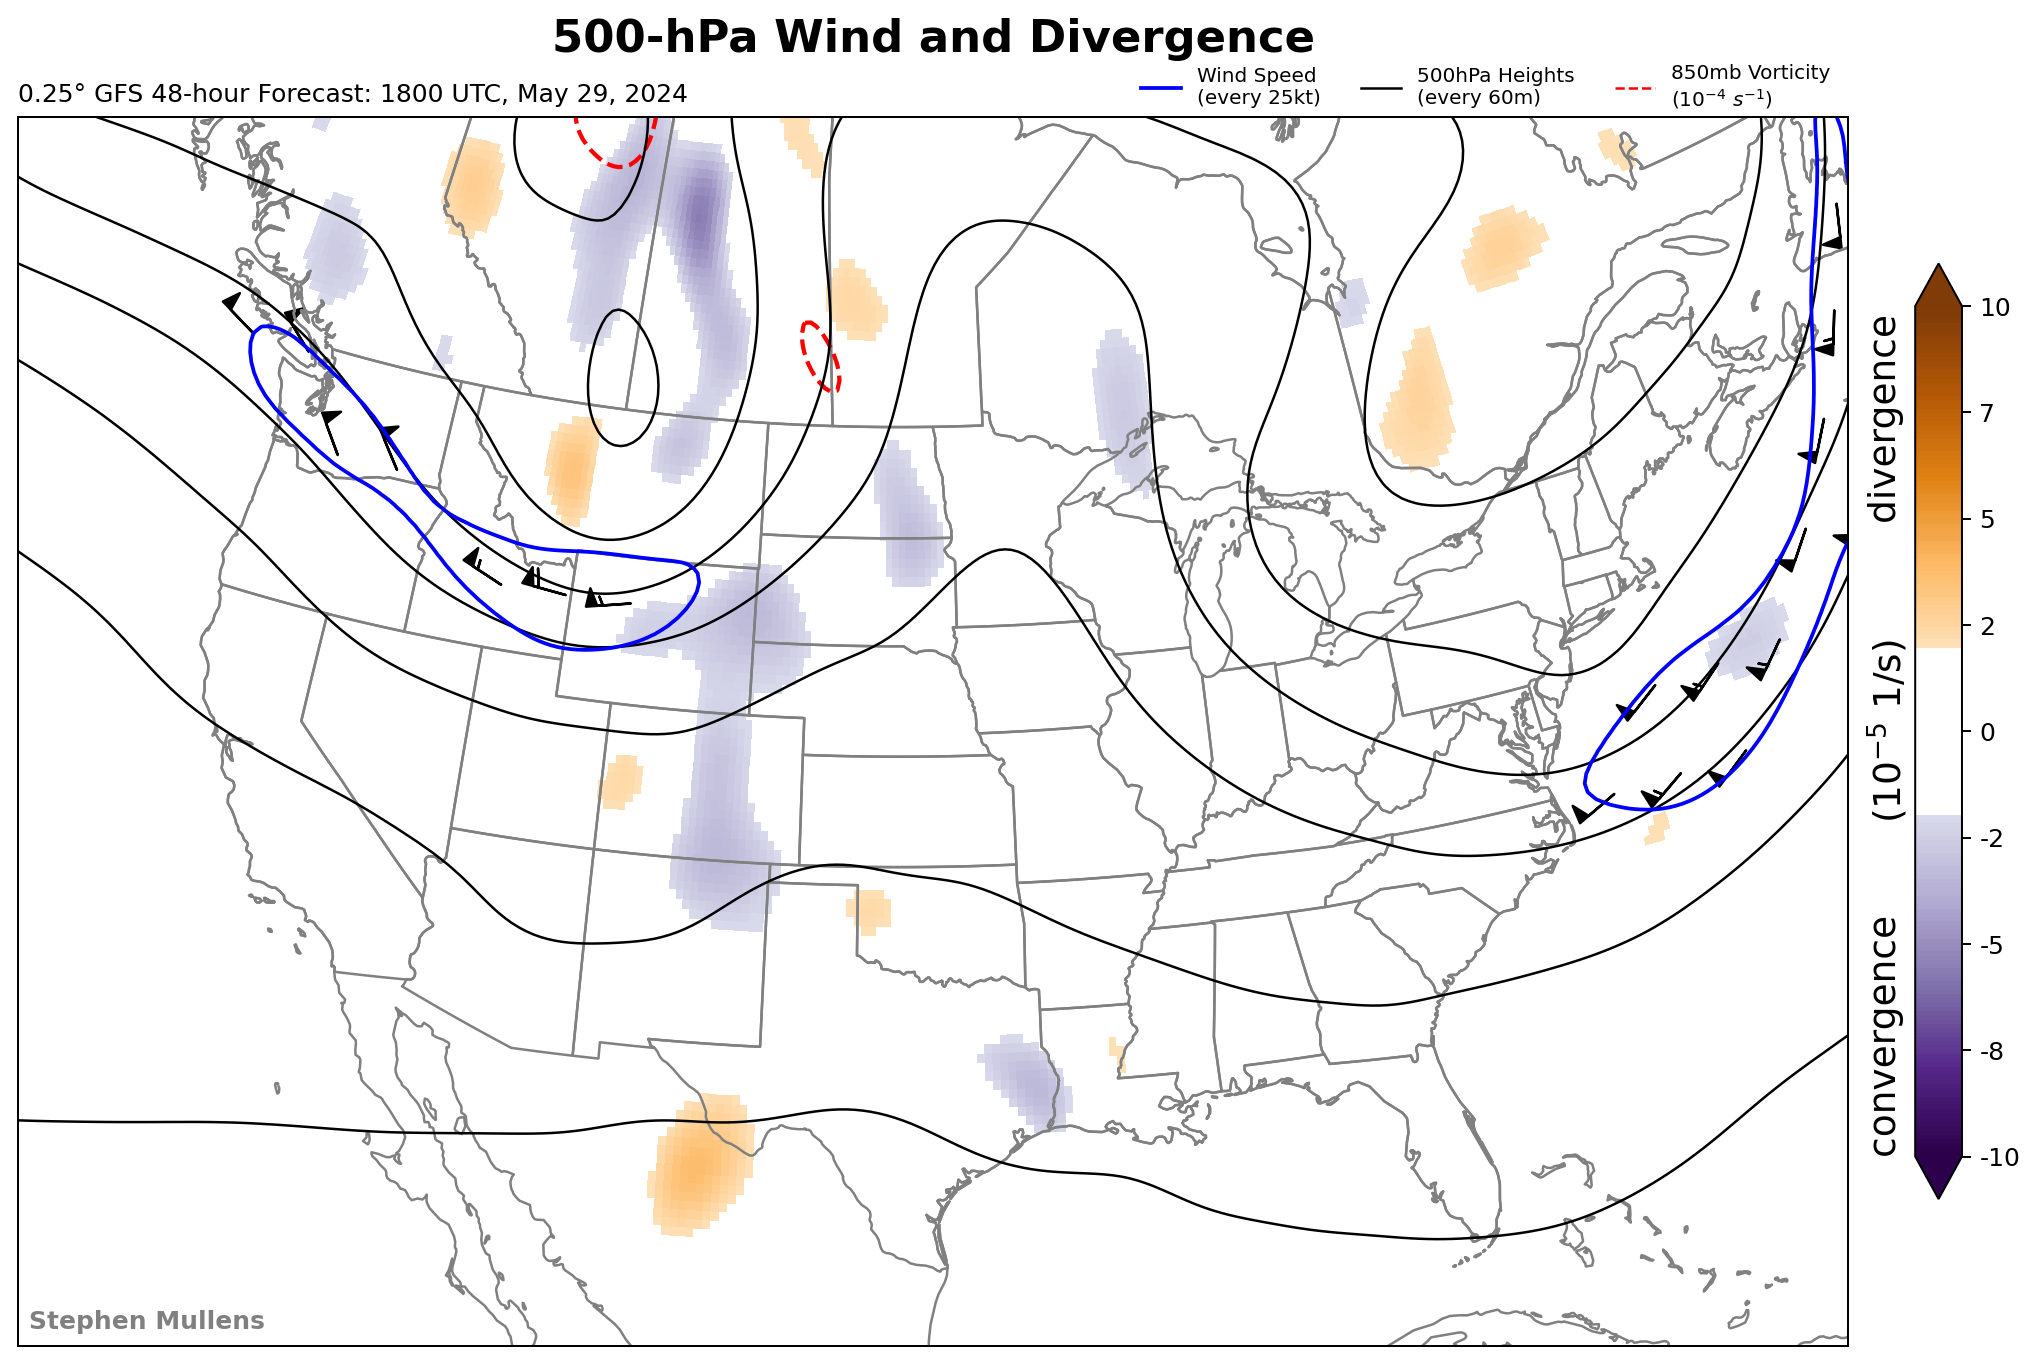 500-hPa Wind and Divergence
0.25° GFS 48-hour Forecast: 1800 UTC, May 29, 2024
Wind Speed
(every 25kt)
500hPa Heights
(every 60m)
850mb Vorticity
(10⁻⁴ s⁻¹)
10
7
5
2
0
-2
-5
-8
-10
convergence (10⁻⁵ 1/s) divergence
Stephen Mullens